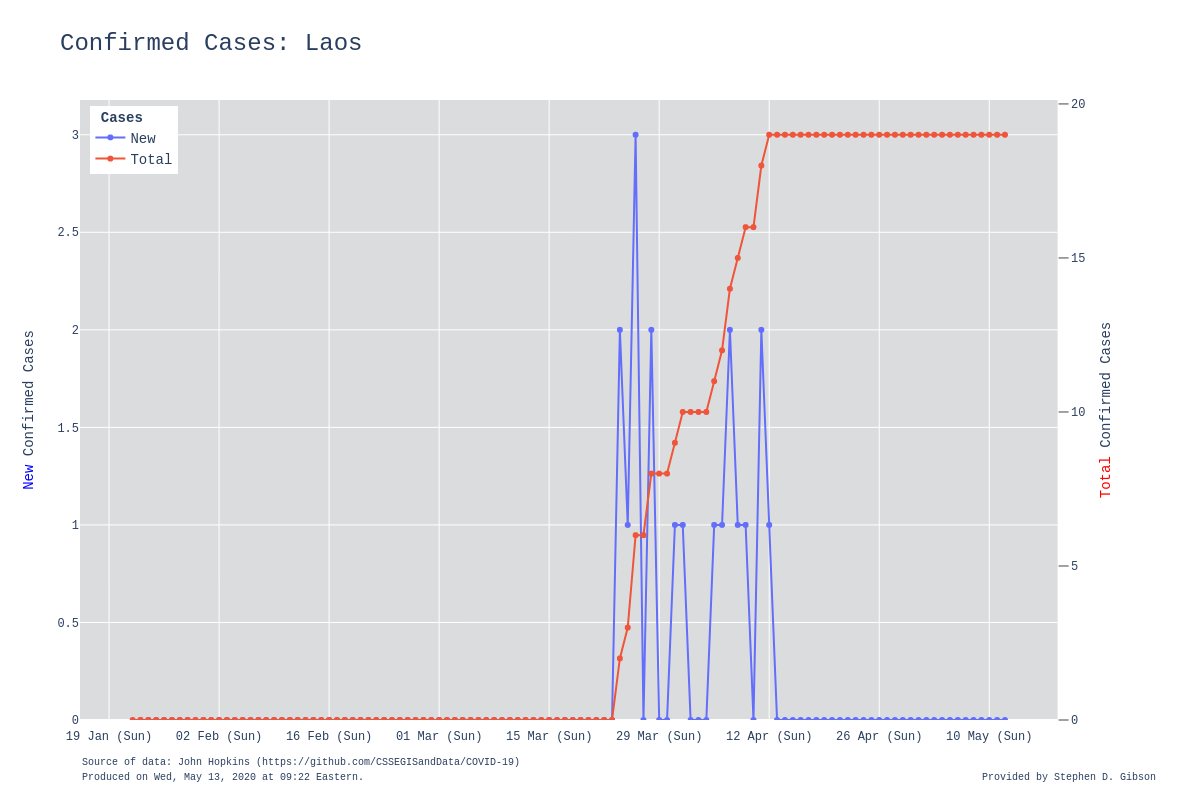 Confirmed Cases: Laos
Cases
New
Total
3
2.5
2
1.5
1
0.5
0
New Confirmed Cases
20
15
10
5
0
Total Confirmed Cases
19 Jan (Sun) 02 Feb (Sun) 16 Feb (Sun) 01 Mar (Sun) 15 Mar (Sun) 29 Mar (Sun) 12 Apr (Sun) 26 Apr (Sun) 10 May (Sun)
Source of data: John Hopkins (https://github.com/CSSEGISandData/COVID-19)
Produced on Wed, May 13, 2020 at 09:22 Eastern.
Provided by Stephen D. Gibson